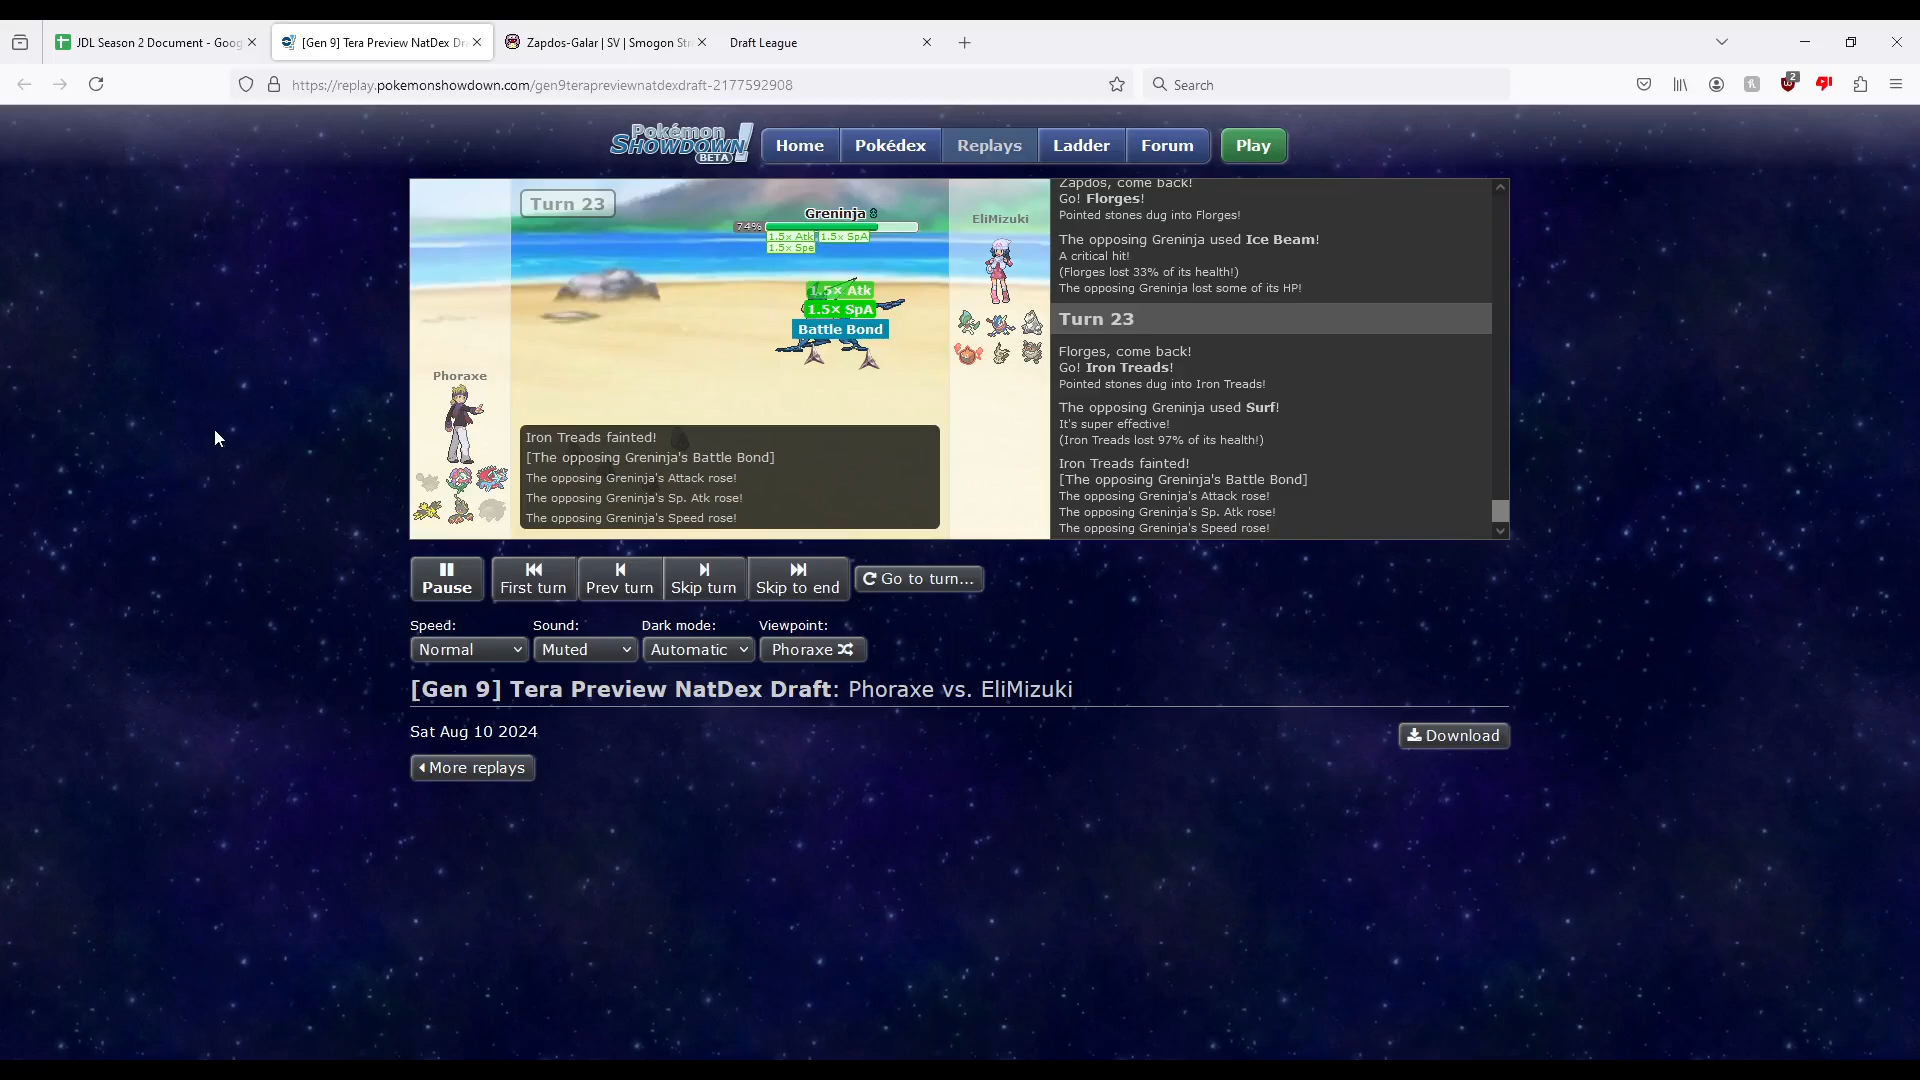 JDL Season 2 Document - Goog
[Gen 9] Tera Preview NatDex Dr
Zapdos-Galar | SV | Smogon Str
Draft League
https://replay.pokemonshowdown.com/gen9terapreviewnatdexdraft-2177592908
Search
2
Pokémon
SHOWDOWN!
BETA
Home
Pokédex
Replays
Ladder
Forum
Play
Turn 23
Greninja
74%
1.5× Atk
1.5× SpA
1.5× Spe
1.5× Atk
1.5× SpA
Battle Bond
Phoraxe
EliMizuki
Iron Treads fainted!
[The opposing Greninja's Battle Bond]
The opposing Greninja's Attack rose!
The opposing Greninja's Sp. Atk rose!
The opposing Greninja's Speed rose!
Zapdos, come back!
Go! Florges!
Pointed stones dug into Florges!
The opposing Greninja used Ice Beam!
A critical hit!
(Florges lost 33% of its health!)
The opposing Greninja lost some of its HP!
Turn 23
Florges, come back!
Go! Iron Treads!
Pointed stones dug into Iron Treads!
The opposing Greninja used Surf!
It's super effective!
(Iron Treads lost 97% of its health!)
Iron Treads fainted!
[The opposing Greninja's Battle Bond]
The opposing Greninja's Attack rose!
The opposing Greninja's Sp. Atk rose!
The opposing Greninja's Speed rose!
Pause
First turn
Prev turn
Skip turn
Skip to end
Go to turn...
Speed:
Sound:
Dark mode:
Viewpoint:
Normal
Muted
Automatic
Phoraxe
[Gen 9] Tera Preview NatDex Draft: Phoraxe vs. EliMizuki
Sat Aug 10 2024
Download
More replays